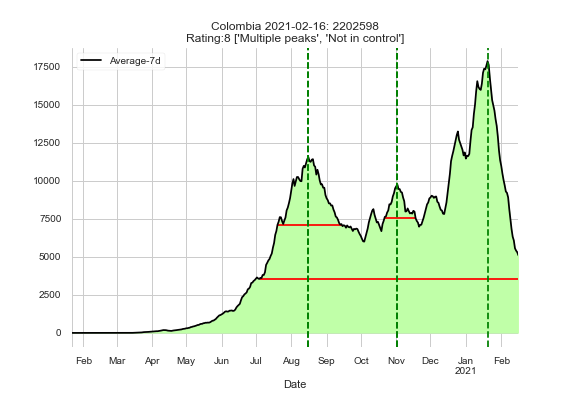 Colombia 2021-02-16: 2202598
Rating:8 ['Multiple peaks', 'Not in control']
Average-7d
17500
15000
12500
10000
7500
5000
2500
0
Feb Mar Apr May Jun Jul Aug Sep Oct Nov Dec Jan Feb
2021
Date